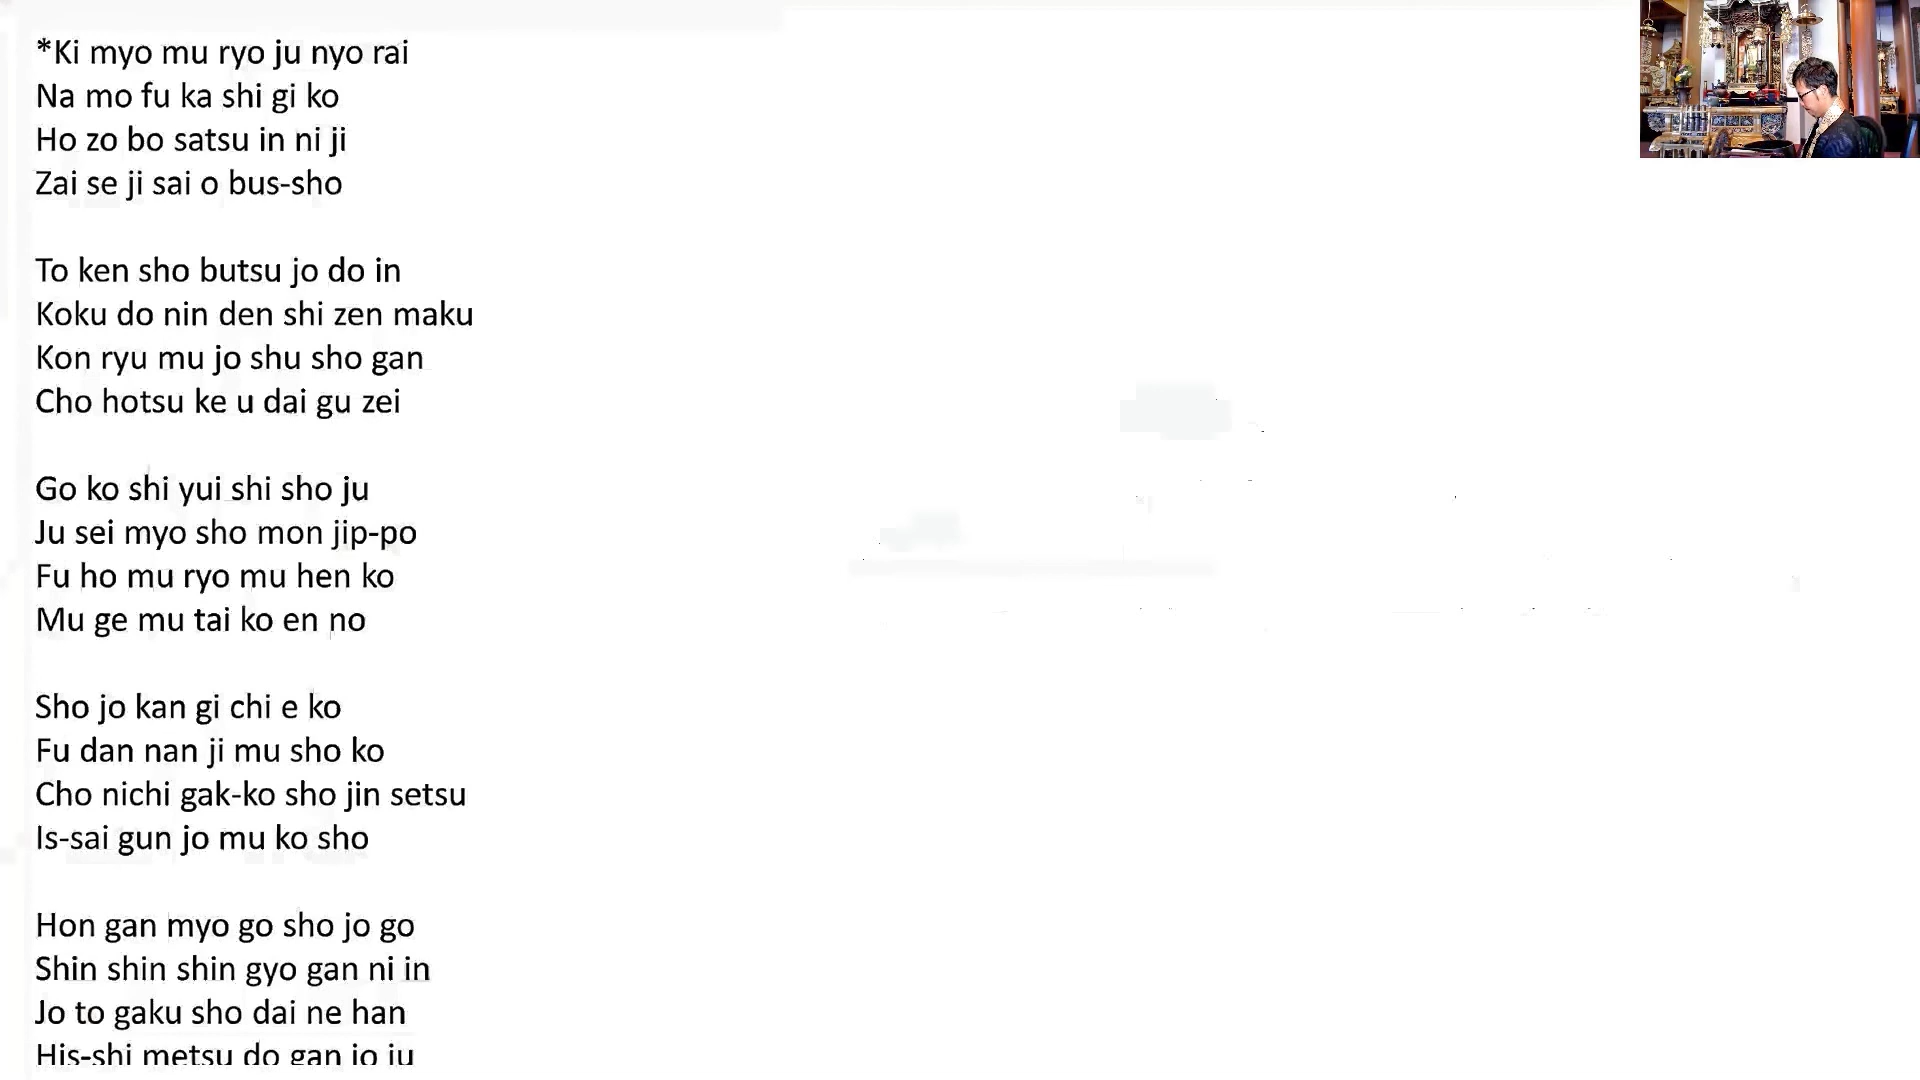 *Ki myo mu ryo ju nyo rai
Na mo fu ka shi gi ko
Ho zo bo satsu in ni ji
Zai se ji sai o bus-sho
To ken sho butsu jo do in
Koku do nin den shi zen maku
Kon ryu mu jo shu sho gan
Cho hotsu ke u dai gu zei
Go ko shi yui shi sho ju
Ju sei myo sho mon jip-po
Fu ho mu ryo mu hen ko
Mu ge mu tai ko en no
Sho jo kan gi chi e ko
Fu dan nan ji mu sho ko
Cho nichi gak-ko sho jin setsu
Is-sai gun jo mu ko sho
Hon gan myo go sho jo go
Shin shin shin gyo gan ni in
Jo to gaku sho dai ne han
His-shi metsu do gan jo ju